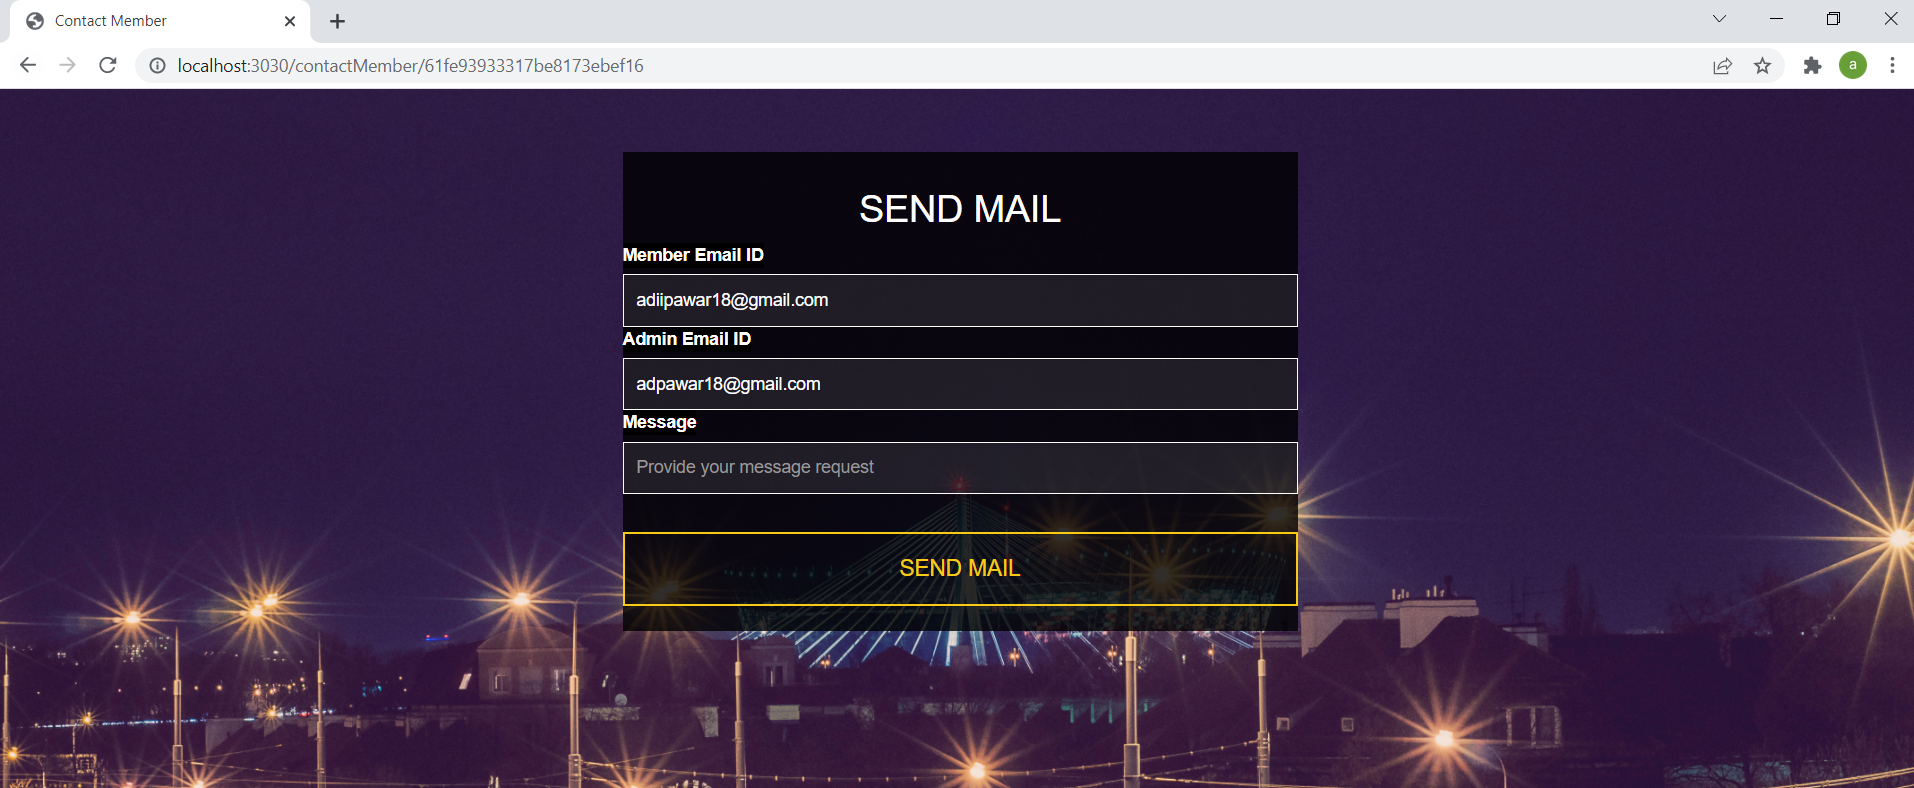 Contact Member
localhost:3030/contactMember/61fe93933317be8173ebef16
a
SEND MAIL
Member Email ID
adiipawar18@gmail.com
Admin Email ID
adpawar18@gmail.com
Message
Provide your message request
SEND MAIL